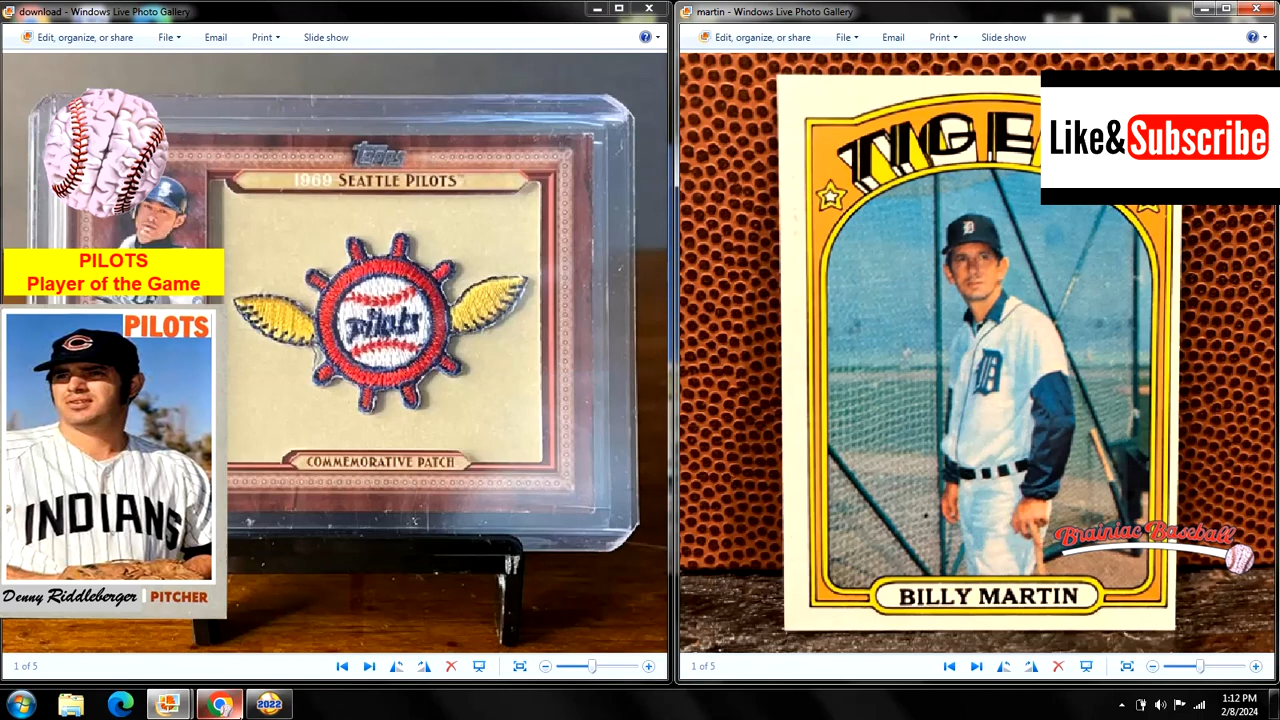 download - Windows Live Photo Gallery
Edit, organize, or share
File
Email
Print
Slide show
Topps
1969 SEATTLE PILOTS
pilots
COMMEMORATIVE PATCH
PILOTS
Player of the Game
PILOTS
C
INDIANS
Denny Riddleberger | PITCHER
1 of 5
martin - Windows Live Photo Gallery
Edit, organize, or share
File
Email
Print
Slide show
TIGE
Like&Subscribe
D
D
Brainiac Baseball
BILLY MARTIN
1 of 5
2022
1:12 PM
2/8/2024